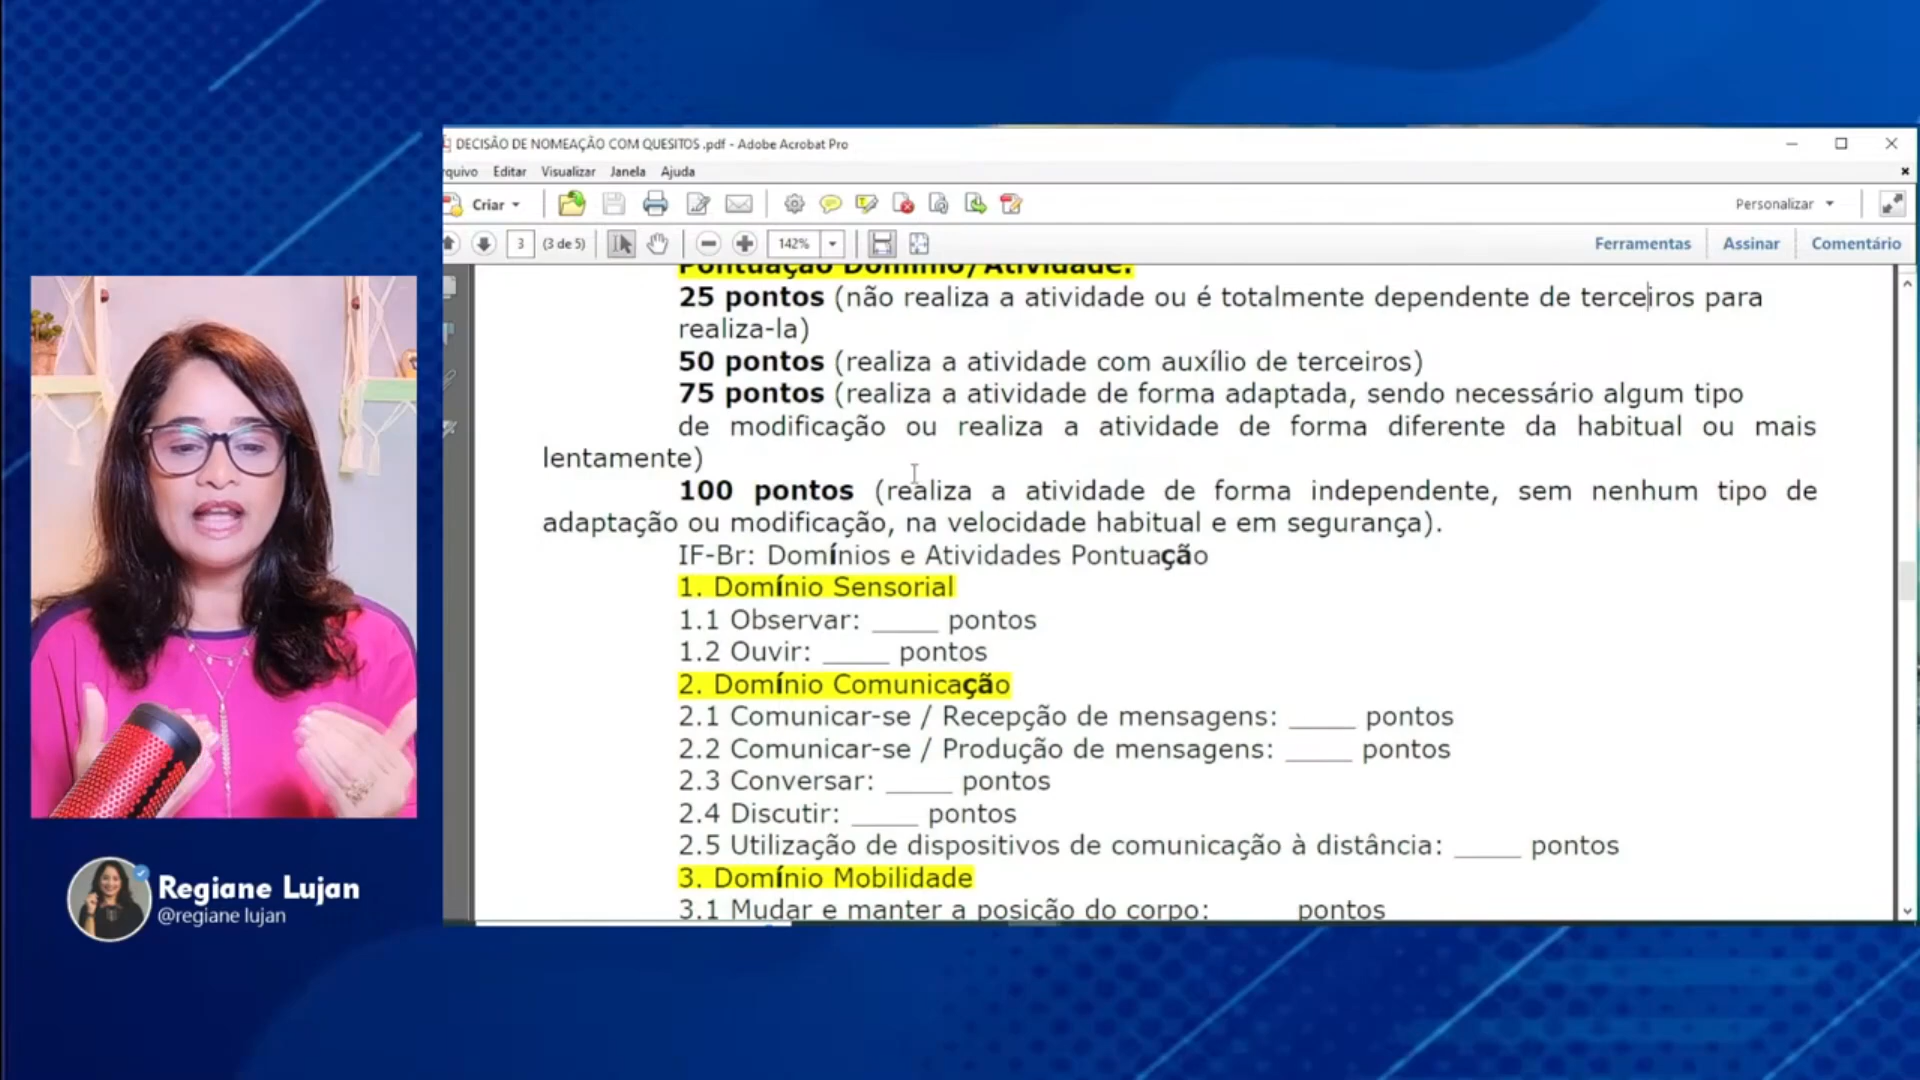 DECISÃO DE NOMEAÇÃO COM QUESITOS .pdf - Adobe Acrobat Pro
quivo Editar Visualizar Janela Ajuda
Criar
Personalizar
3 (3 de 5) 142% Ferramentas Assinar Comentário
Pontuação Domínio/Atividade:
25 pontos (não realiza a atividade ou é totalmente dependente de terceiros para
realiza-la)
50 pontos (realiza a atividade com auxílio de terceiros)
75 pontos (realiza a atividade de forma adaptada, sendo necessário algum tipo
de modificação ou realiza a atividade de forma diferente da habitual ou mais
lentamente)
100 pontos (realiza a atividade de forma independente, sem nenhum tipo de
adaptação ou modificação, na velocidade habitual e em segurança).
IF-Br: Domínios e Atividades Pontuação
1. Domínio Sensorial
1.1 Observar: _____ pontos
1.2 Ouvir: _____ pontos
2. Domínio Comunicação
2.1 Comunicar-se / Recepção de mensagens: _____ pontos
2.2 Comunicar-se / Produção de mensagens: _____ pontos
2.3 Conversar: _____ pontos
2.4 Discutir: _____ pontos
2.5 Utilização de dispositivos de comunicação à distância: _____ pontos
3. Domínio Mobilidade
3.1 Mudar e manter a posição do corpo: pontos
Regiane Lujan
@regiane lujan